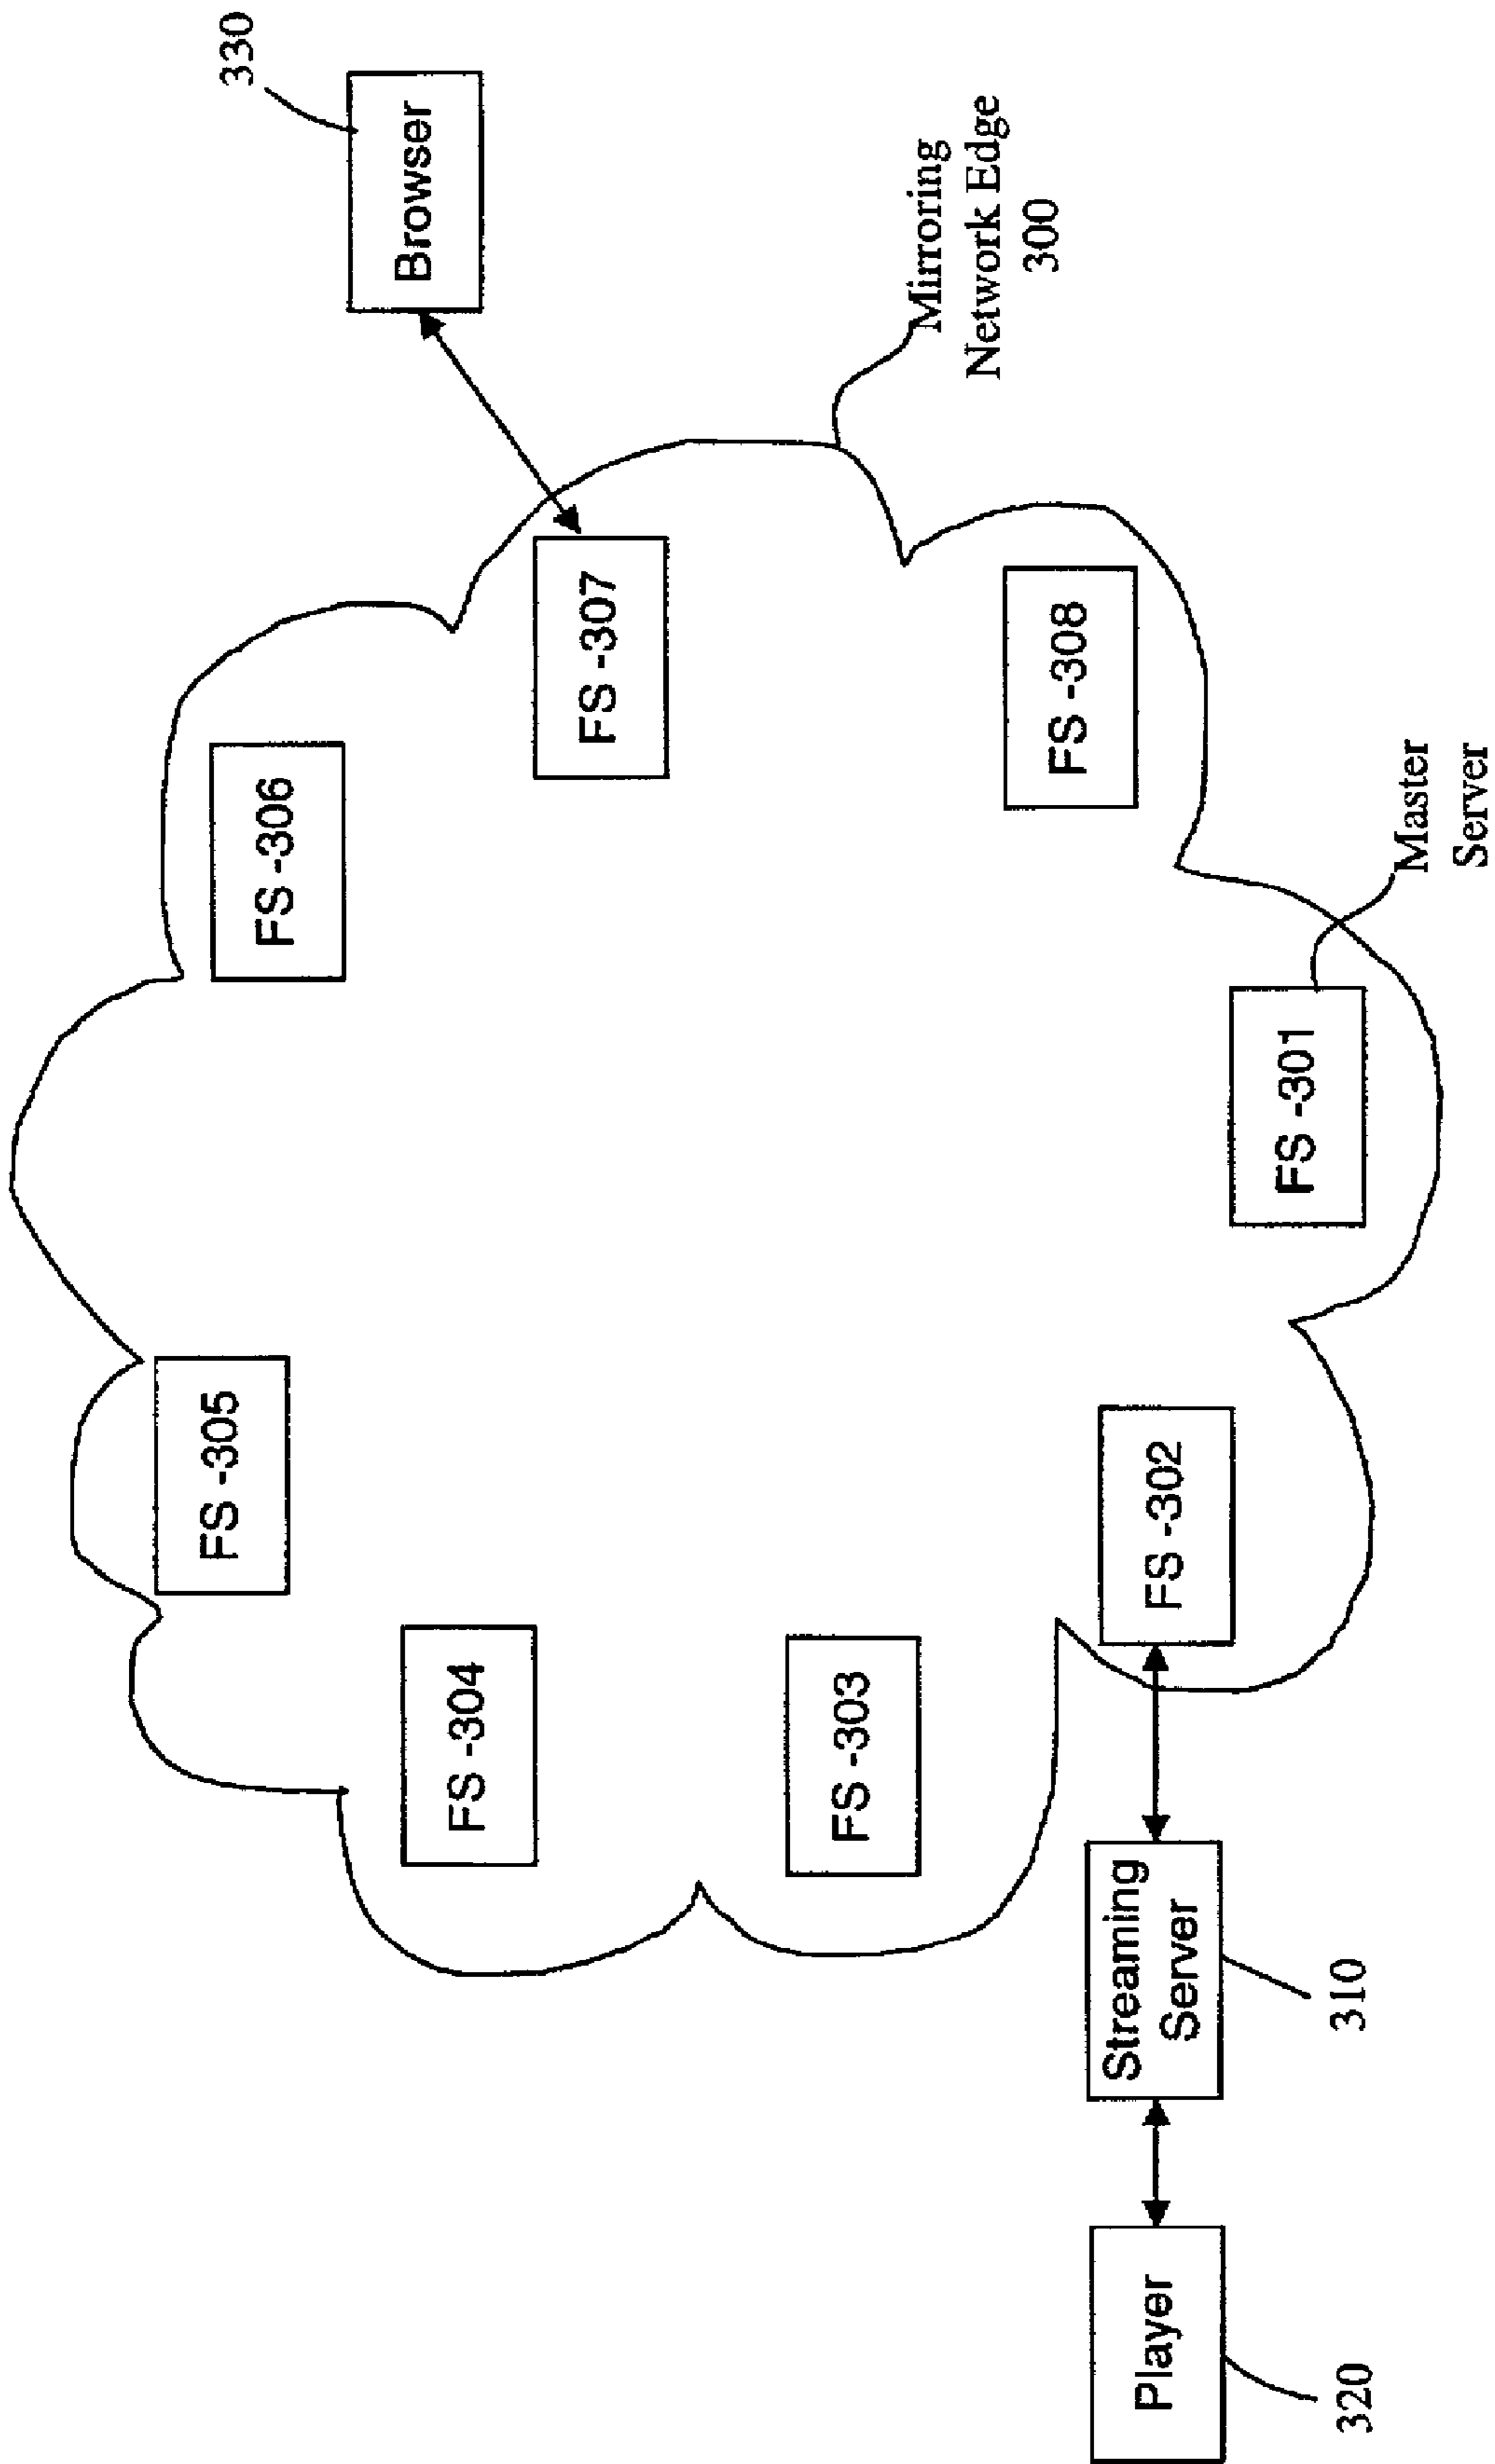 330
Browser
Mirroring
Network Edge
300
FS -306
FS -307
FS -308
Master
Server
FS -301
FS -305
FS -304
FS -303
FS -302
Streaming
Server
310
Player
320